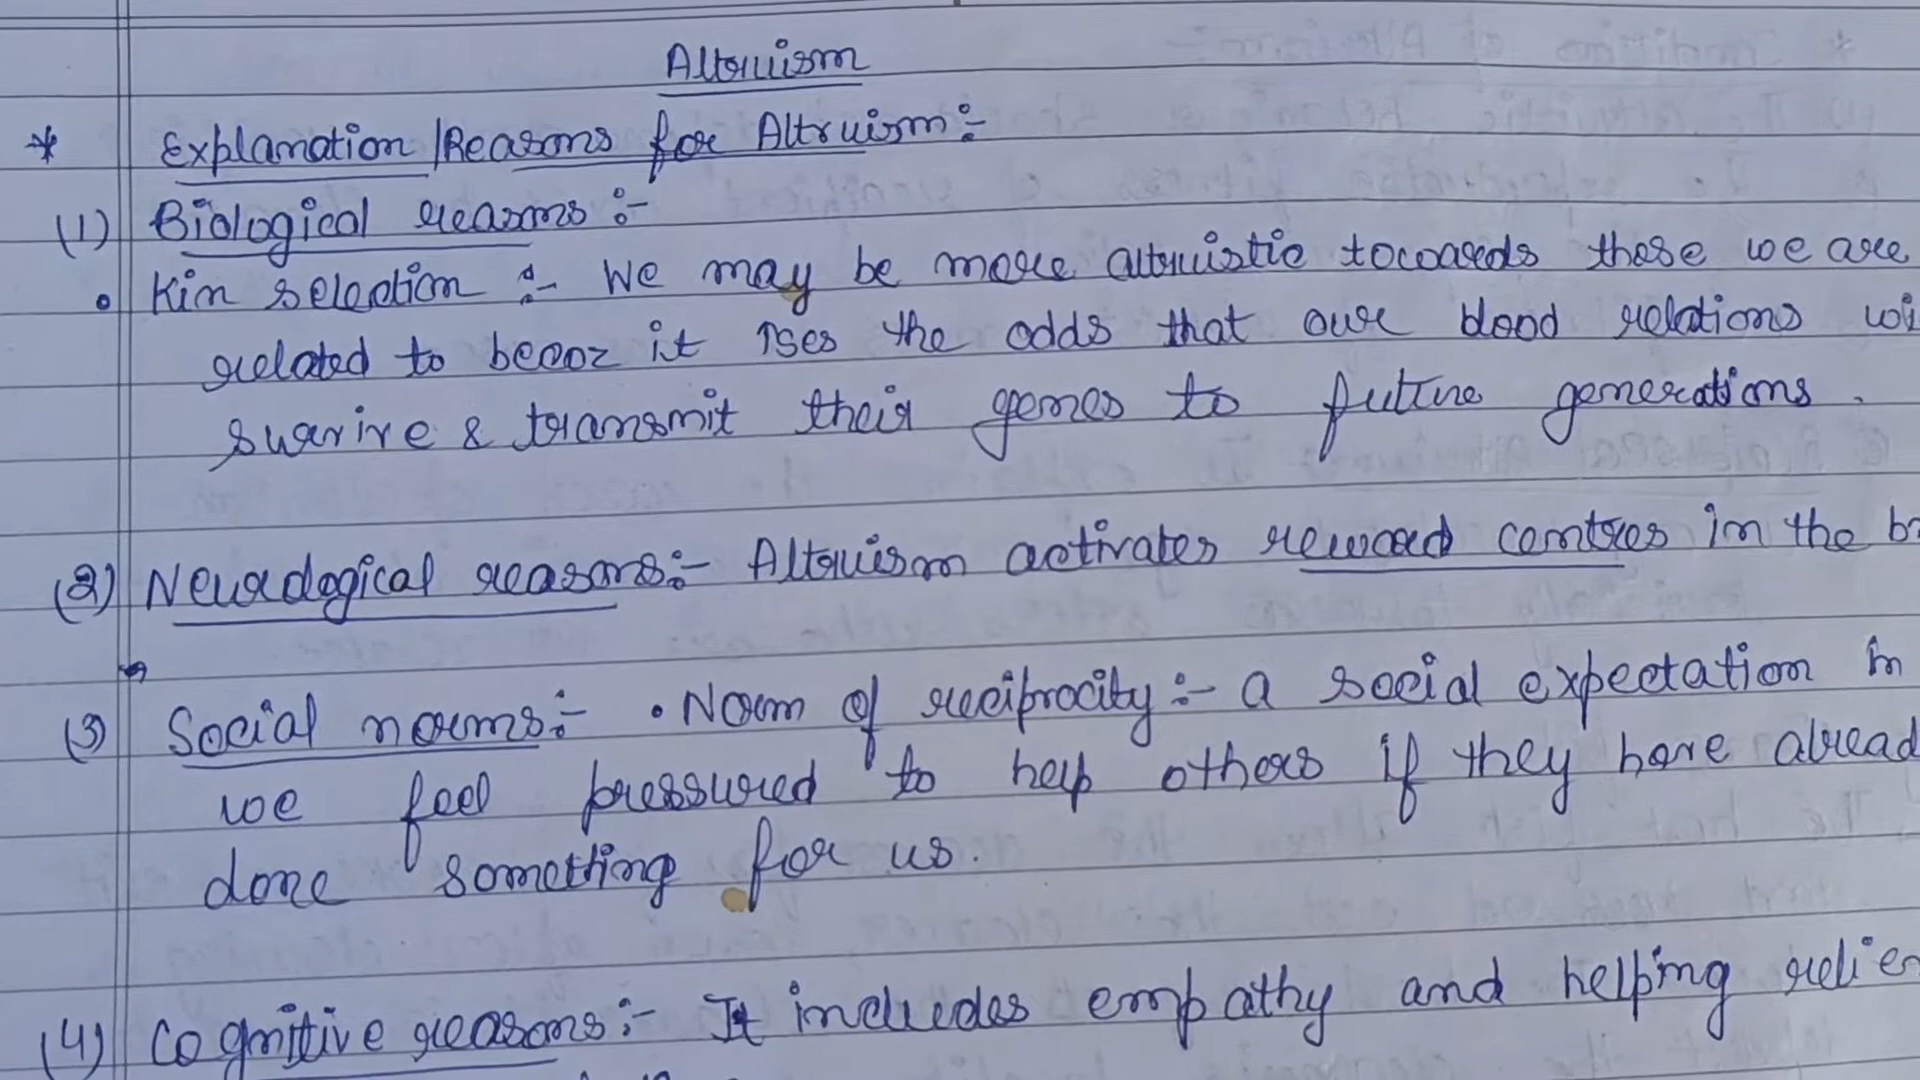 Altruism
* Explanation/Reasons for Altruism:-
(1) Biological reasons :-
• Kin selection :- We may be more altruistic towards those we are
related to becoz it ↑ses the odds that our blood relations wi
survive & transmit their genes to future generations.
(2) Neurological reasons:- Altruism activates reward centres in the b
(3) Social norms:- • Norm of reciprocity:- a social expectation in
we feel pressured to help others if they have alread
done something for us.
(4) Cognitive reasons:- It includes empathy and helping relie